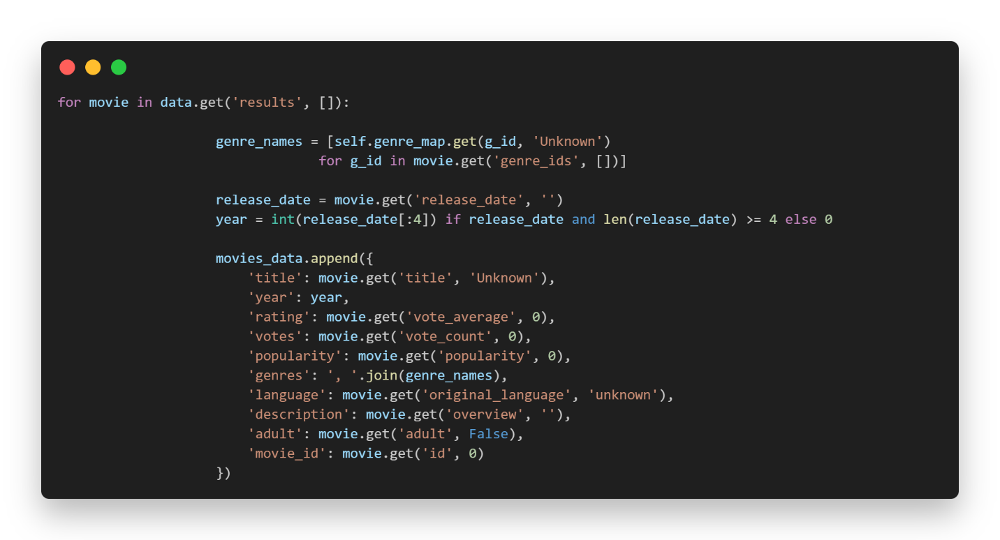 for movie in data.get('results', []):
genre_names = [self.genre_map.get(g_id, 'Unknown')
for g_id in movie.get('genre_ids', [])]
release_date = movie.get('release_date', '')
year = int(release_date[:4]) if release_date and len(release_date) >= 4 else 0
movies_data.append({
'title': movie.get('title', 'Unknown'),
'year': year,
'rating': movie.get('vote_average', 0),
'votes': movie.get('vote_count', 0),
'popularity': movie.get('popularity', 0),
'genres': ', '.join(genre_names),
'language': movie.get('original_language', 'unknown'),
'description': movie.get('overview', ''),
'adult': movie.get('adult', False),
'movie_id': movie.get('id', 0)
})